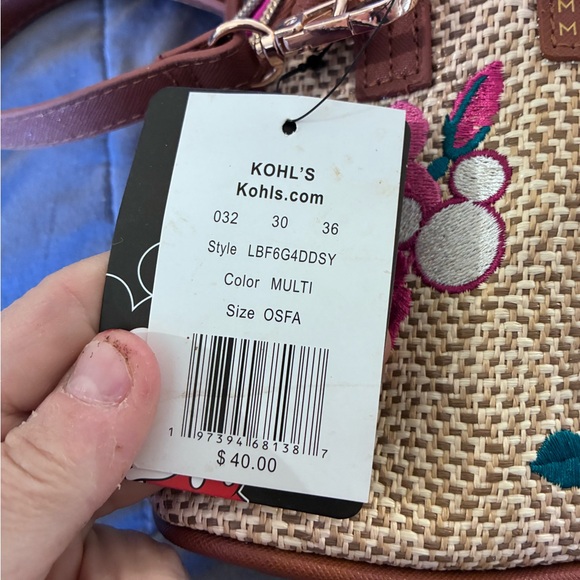 KOHL'S
Kohls.com
032 30 36
Style LBF6G4DDSY
Color MULTI
Size OSFA
1 97394 68138 7
$40.00